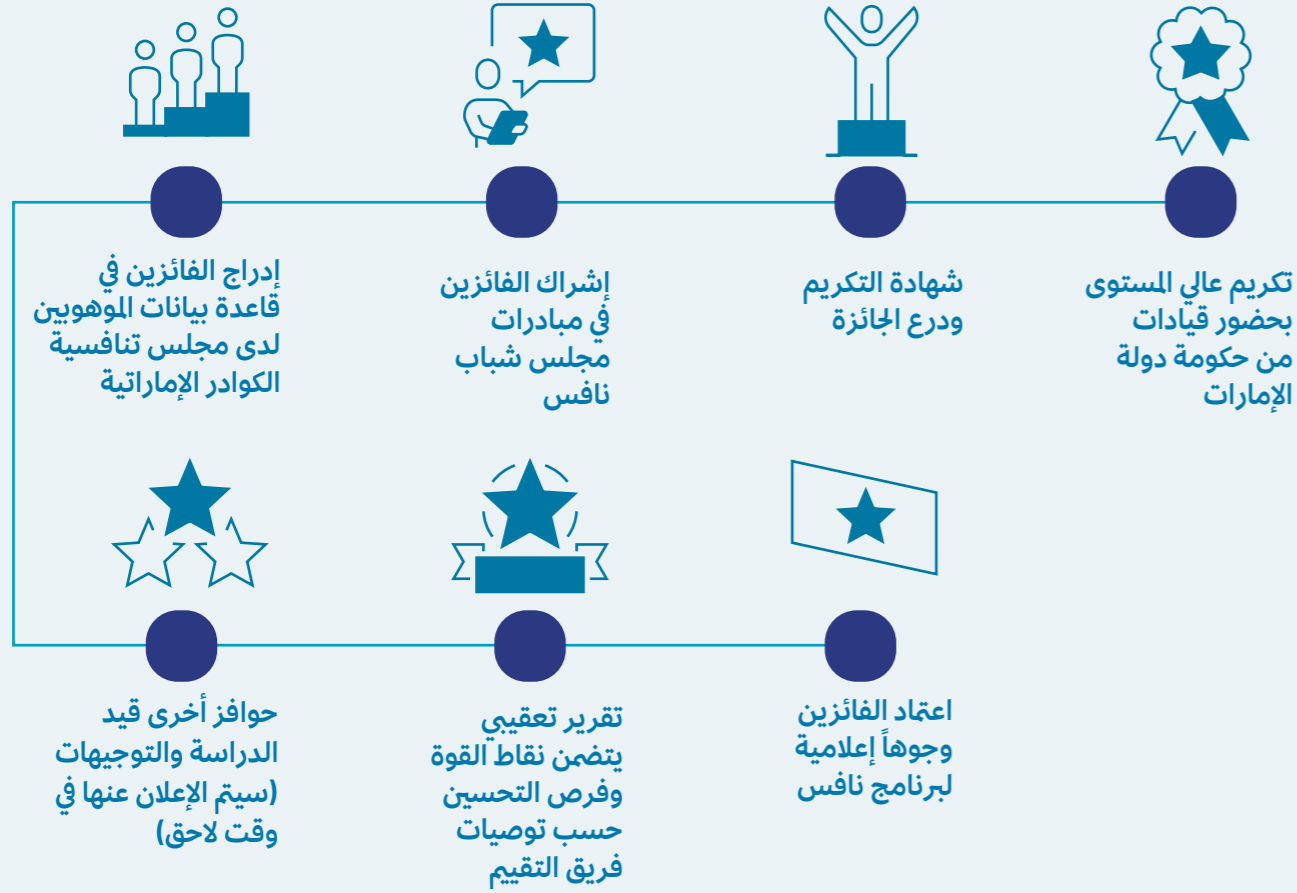 تكريم عالي المستوى
بحضور قيادات
من حكومة دولة
الإمارات
شهادة التكريم
ودرع الجائزة
إشراك الفائزين
في مبادرات
مجلس شباب
نافس
إدراج الفائزين في
قاعدة بيانات الموهوبين
لدى مجلس تنافسية
الكوادر الإماراتية
حوافز أخرى قيد
الدراسة والتوجيهات
(سيتم الإعلان عنها في
وقت لاحق)
تقرير تعقيبي
يتضمن نقاط القوة
وفرص التحسين
حسب توصيات
فريق التقييم
اعتماد الفائزين
وجوهاً إعلامية
لبرنامج نافس